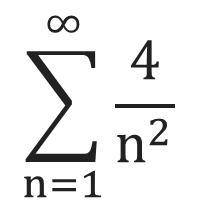 ∞
∑ 4/n²
n=1